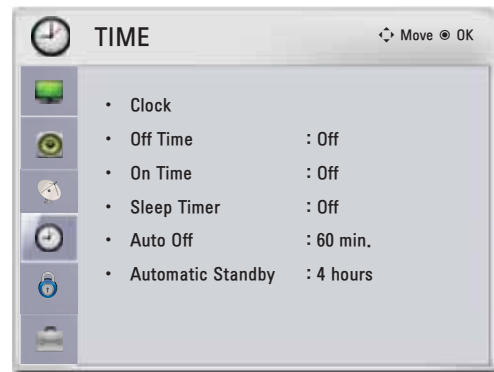 TIME Move OK
• Clock
• Off Time : Off
• On Time : Off
• Sleep Timer : Off
• Auto Off : 60 min.
• Automatic Standby : 4 hours